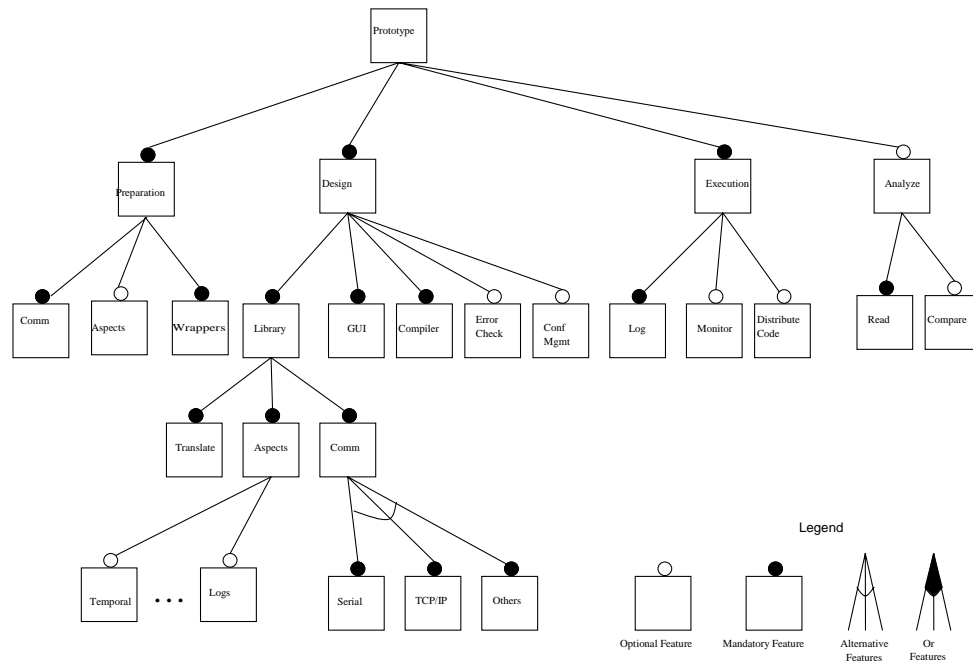 Prototype
Preparation
Design
Execution
Analyze
Comm
Aspects
Wrappers
Library
GUI
Compiler
Error
Check
Conf
Mgmt
Log
Monitor
Distribute
Code
Read
Compare
Translate
Aspects
Comm
Temporal
...
Logs
Serial
TCP/IP
Others
Legend
Optional Feature
Mandatory Feature
Alternative
Features
Or
Features